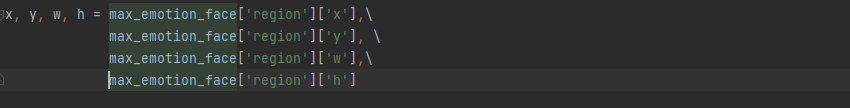 x, y, w, h = max_emotion_face['region']['x'],\
max_emotion_face['region']['y'], \
max_emotion_face['region']['w'],\
max_emotion_face['region']['h']